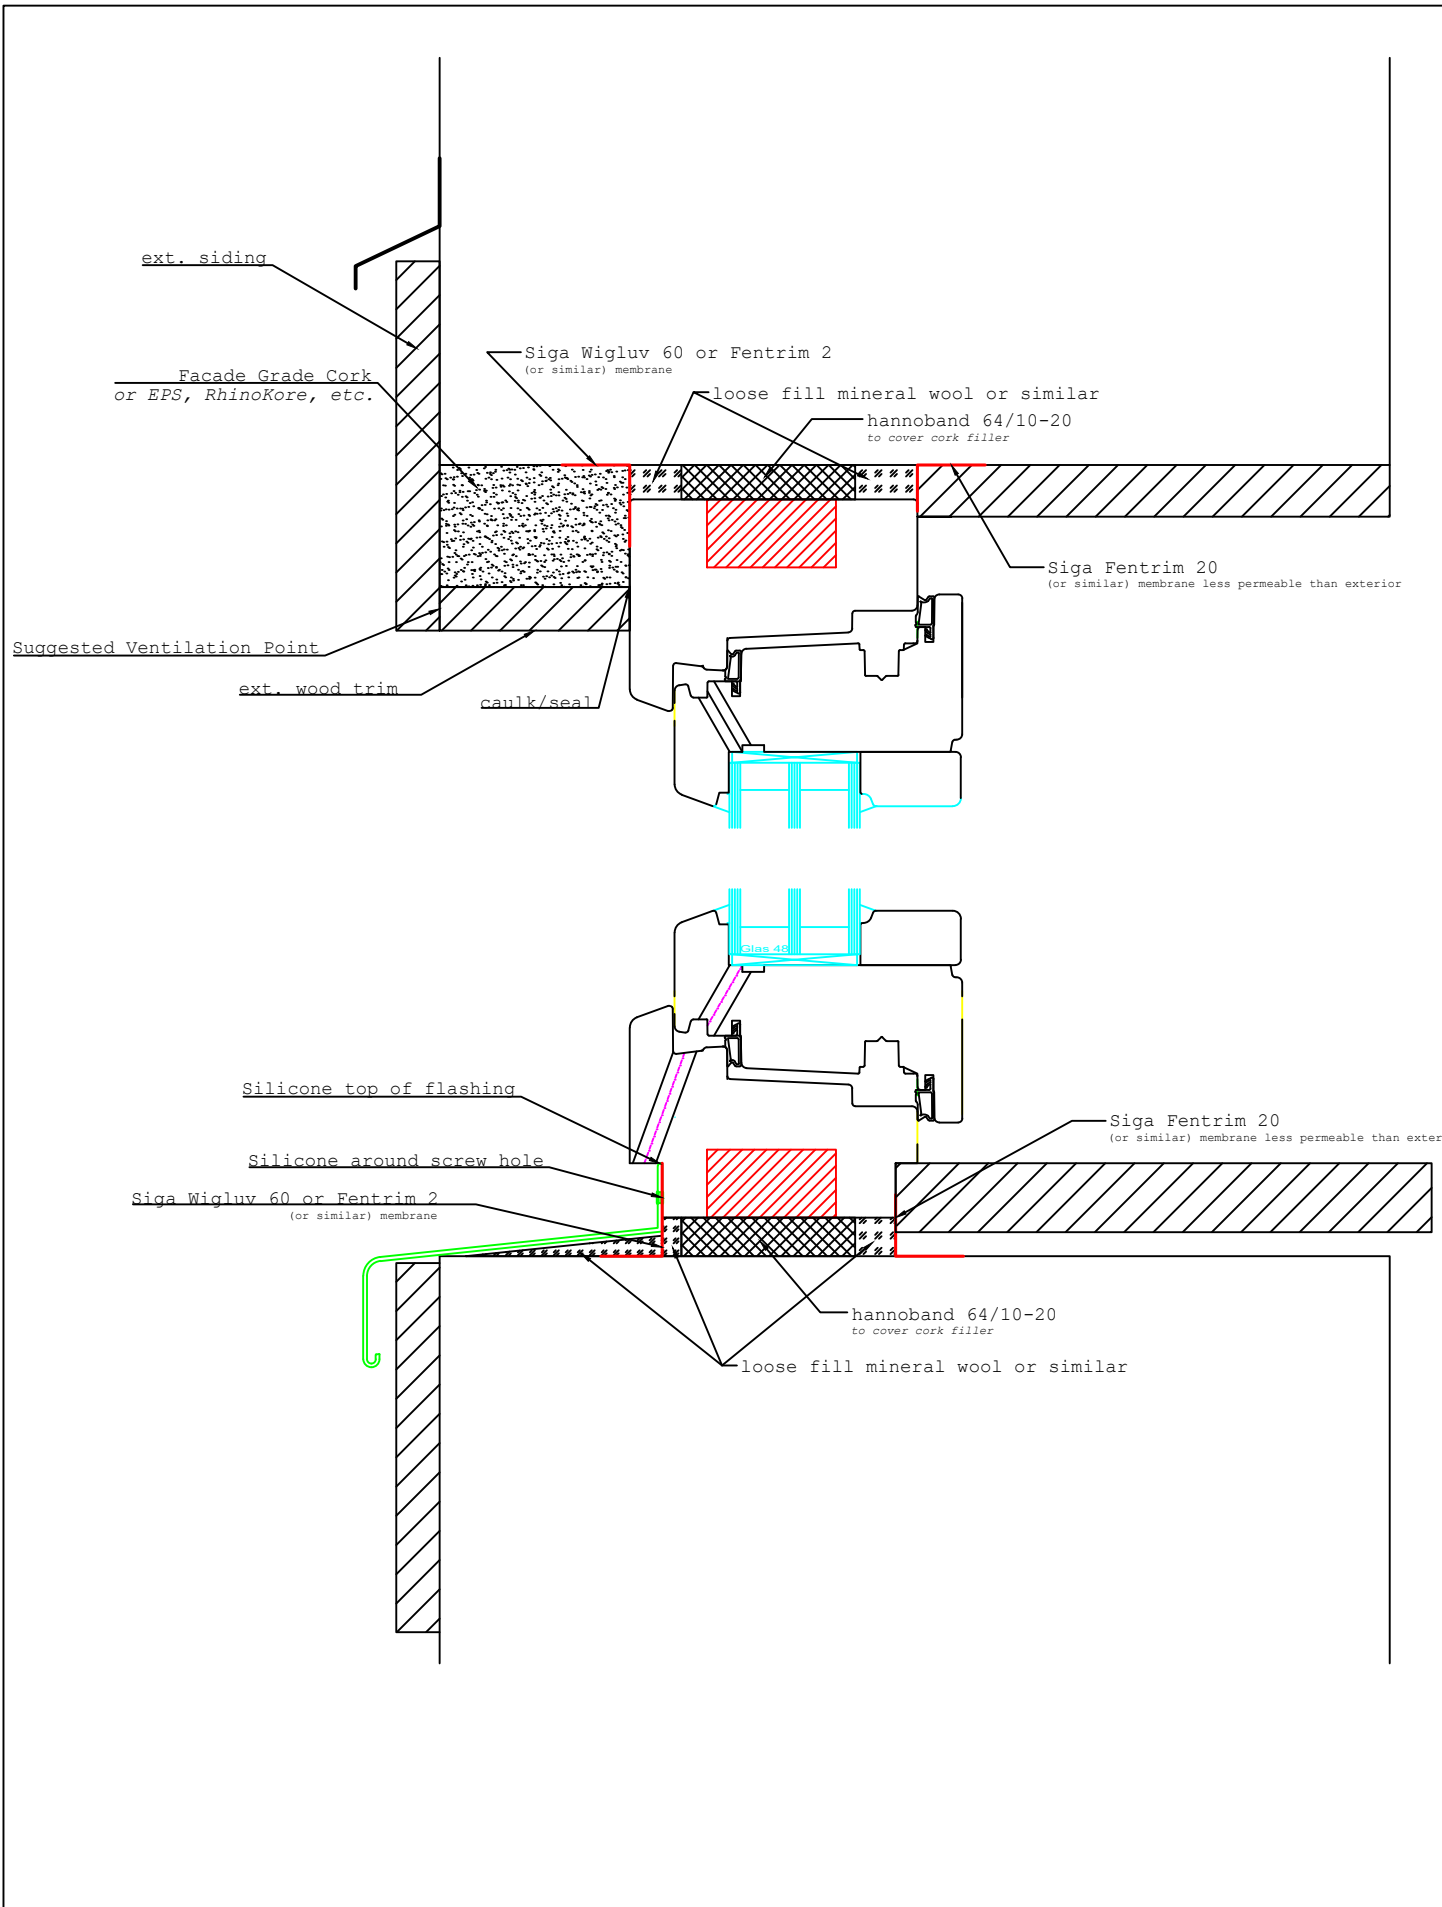 ext. siding
Siga Wigluv 60 or Fentrim 2
(or similar) membrane
Facade Grade Cork
or EPS, RhinoKore, etc.
loose fill mineral wool or similar
hannoband 64/10-20
to cover cork filler
Siga Fentrim 20
(or similar) membrane less permeable than exterior
Suggested Ventilation Point
ext. wood trim
caulk/seal
Glas 48
Silicone top of flashing
Siga Fentrim 20
(or similar) membrane less permeable than exter
Silicone around screw hole
Siga Wigluv 60 or Fentrim 2
(or similar) membrane
hannoband 64/10-20
to cover cork filler
loose fill mineral wool or similar